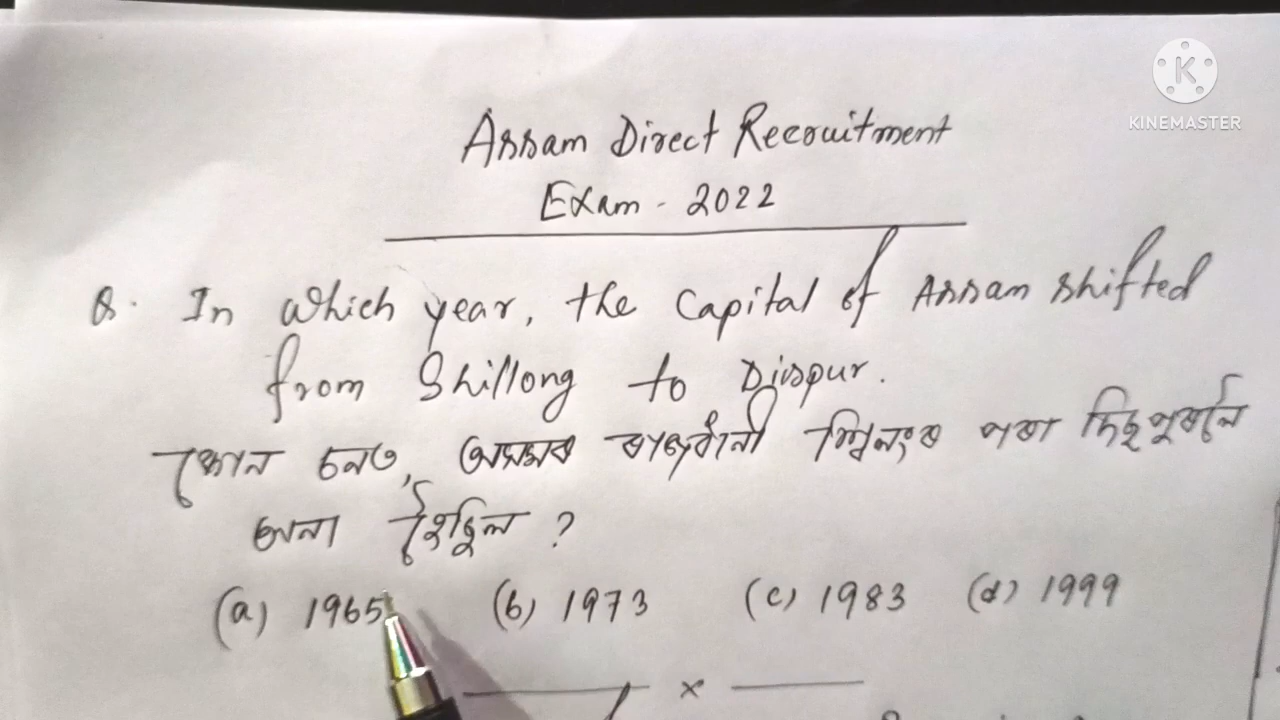 KINEMASTER
Assam Direct Recruitment
Exam - 2022
Q. In which year, the Capital of Assam shifted
from Shillong to Dispur.
কোন চনত, অসমৰ ৰাজধানী শ্বিলংৰ পৰা দিছপুৰলৈ
অনা হৈছিল ?
(a) 1965 (b) 1973 (c) 1983 (d) 1999
x